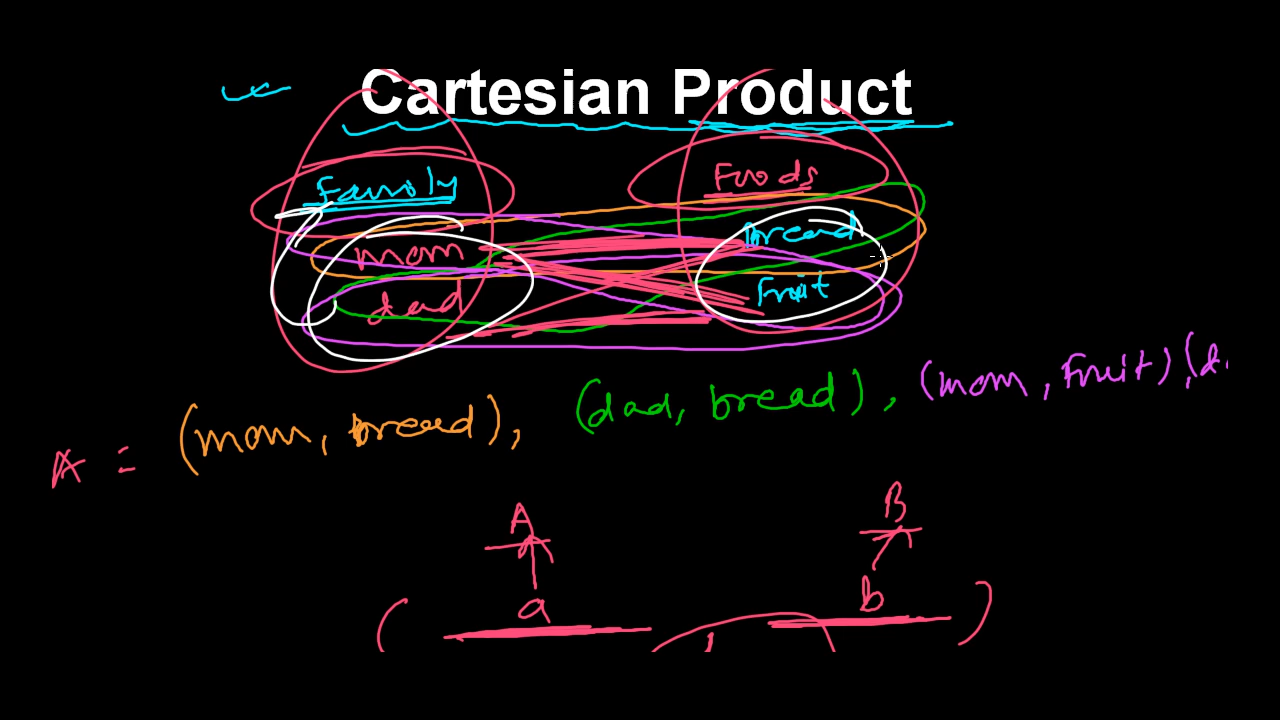 Cartesian Product
Family Foods
mom bread
dad Fruit
A = (mom, bread), (dad, bread), (mom, Fruit) (d
A B
( a b )